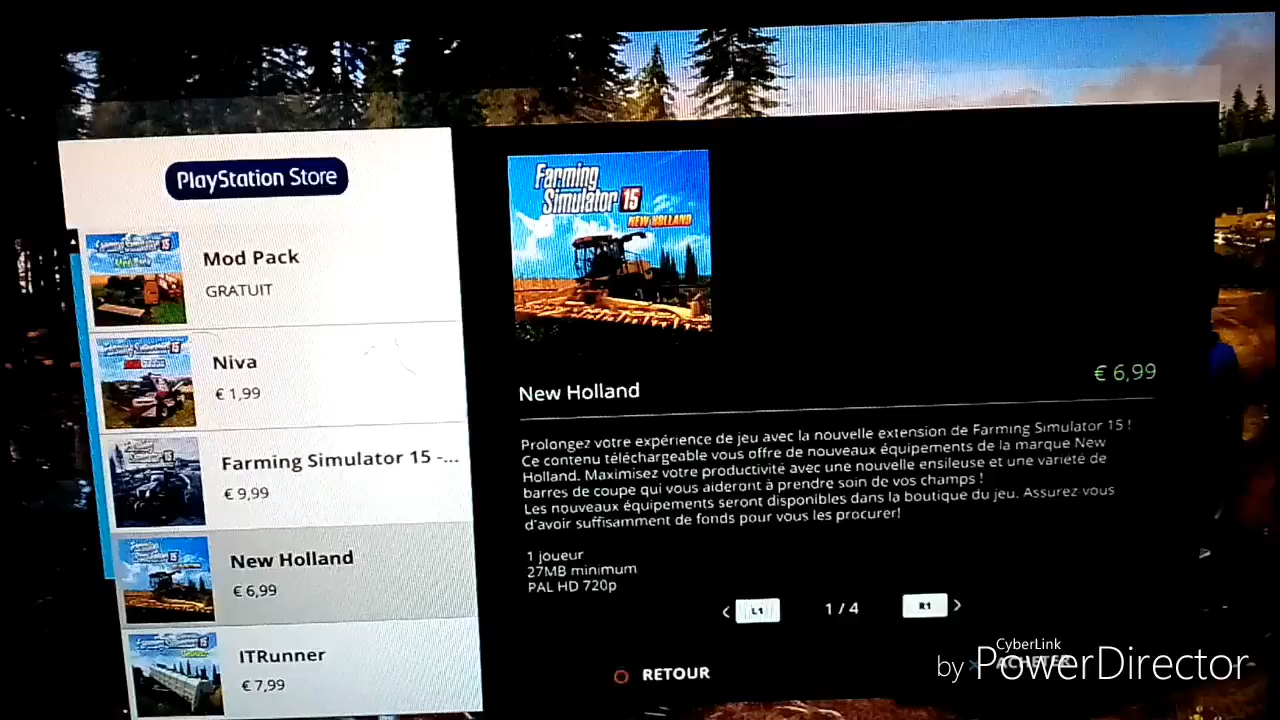 PlayStation Store
Mod Pack
GRATUIT
Niva
€ 1,99
Farming Simulator 15 -...
€ 9,99
New Holland
€ 6,99
ITRunner
€ 7,99
Farming
Simulator 15
NEW HOLLAND
€ 6,99
New Holland
Prolongez votre expérience de jeu avec la nouvelle extension de Farming Simulator 15 !
Ce contenu téléchargeable vous offre de nouveaux équipements de la marque New
Holland. Maximisez votre productivité avec une nouvelle ensileuse et une variété de
barres de coupe qui vous aideront à prendre soin de vos champs !
Les nouveaux équipements seront disponibles dans la boutique du jeu. Assurez vous
d'avoir suffisamment de fonds pour vous les procurer!
1 joueur
27MB minimum
PAL HD 720p
L1 1 / 4 R1
RETOUR
ACHETER
CyberLink
by PowerDirector